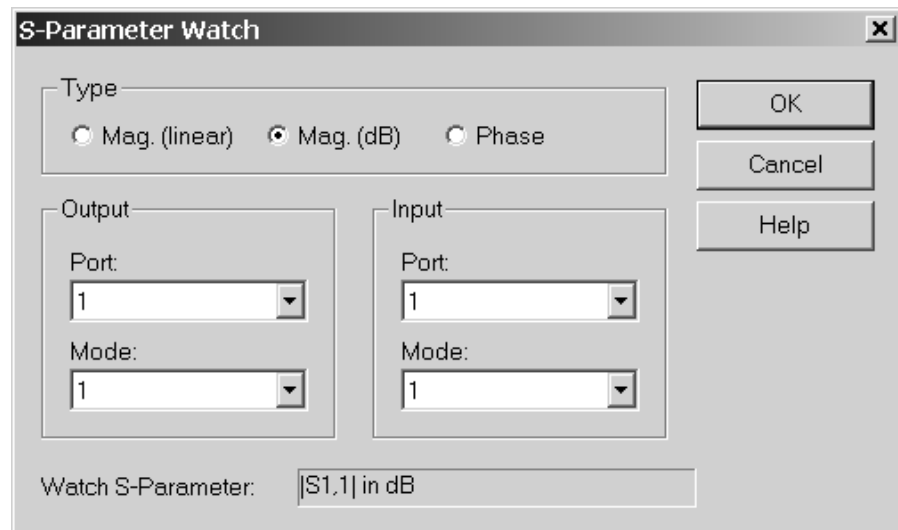 S-Parameter Watch
Type
Mag. (linear) Mag. (dB) Phase
OK
Cancel
Help
Output
Port:
1
Mode:
1
Input
Port:
1
Mode:
1
Watch S-Parameter: |S1,1| in dB